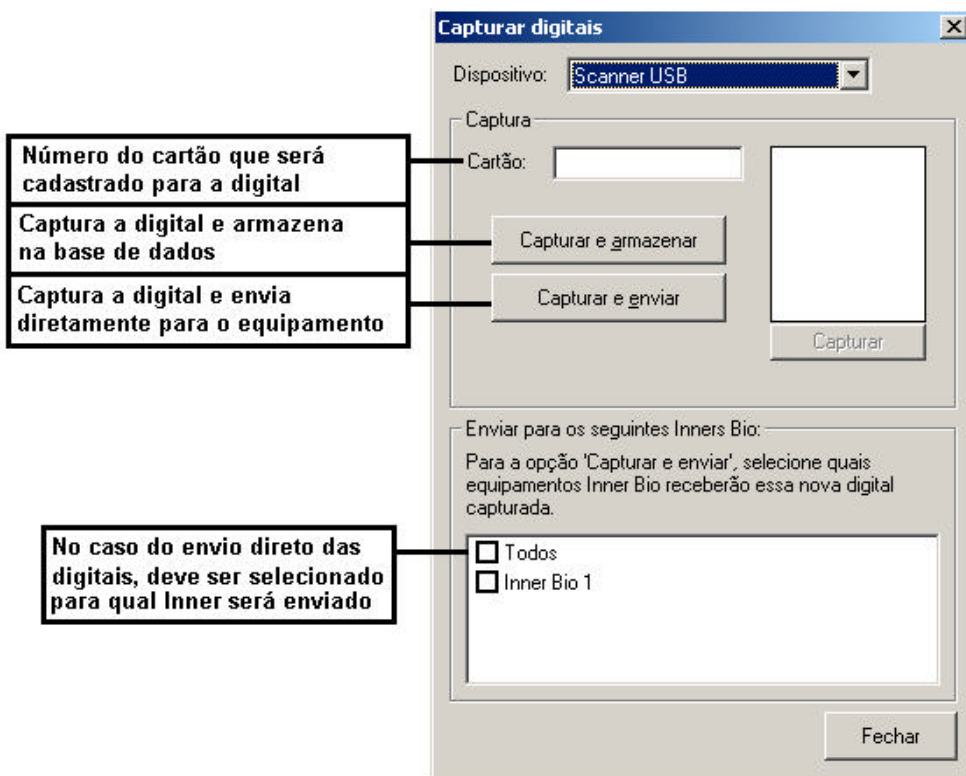 Capturar digitais
Dispositivo: Scanner USB
Captura
Número do cartão que será
cadastrado para a digital
Cartão:
Captura a digital e armazena
na base de dados
Capturar e armazenar
Captura a digital e envia
diretamente para o equipamento
Capturar e enviar
Capturar
Enviar para os seguintes Inners Bio:
Para a opção 'Capturar e enviar', selecione quais
equipamentos Inner Bio receberão essa nova digital
capturada.
No caso do envio direto das
digitais, deve ser selecionado
para qual Inner será enviado
Todos
Inner Bio 1
Fechar